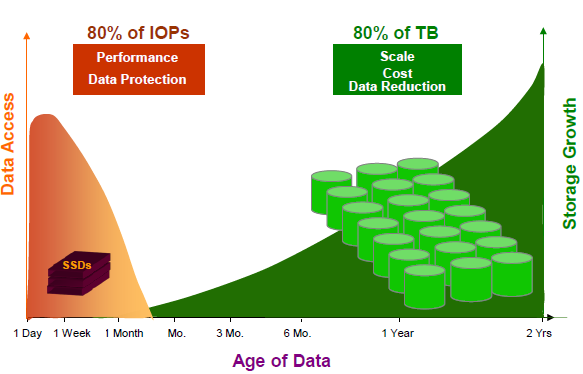 80% of IOPs
80% of TB
Performance
Data Protection
Scale
Cost
Data Reduction
Data Access
Storage Growth
SSDs
1 Day
1 Week
1 Month
Mo.
3 Mo.
6 Mo.
1 Year
2 Yrs
Age of Data